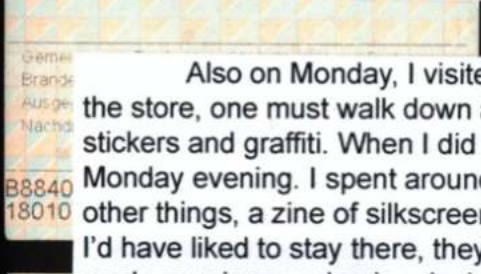 Gemei
Brande
Ausge
Nachd
B8840
18010
Also on Monday, I visite
the store, one must walk down
stickers and graffiti. When I did
Monday evening. I spent aroun
other things, a zine of silkscree
I'd have liked to stay there, they